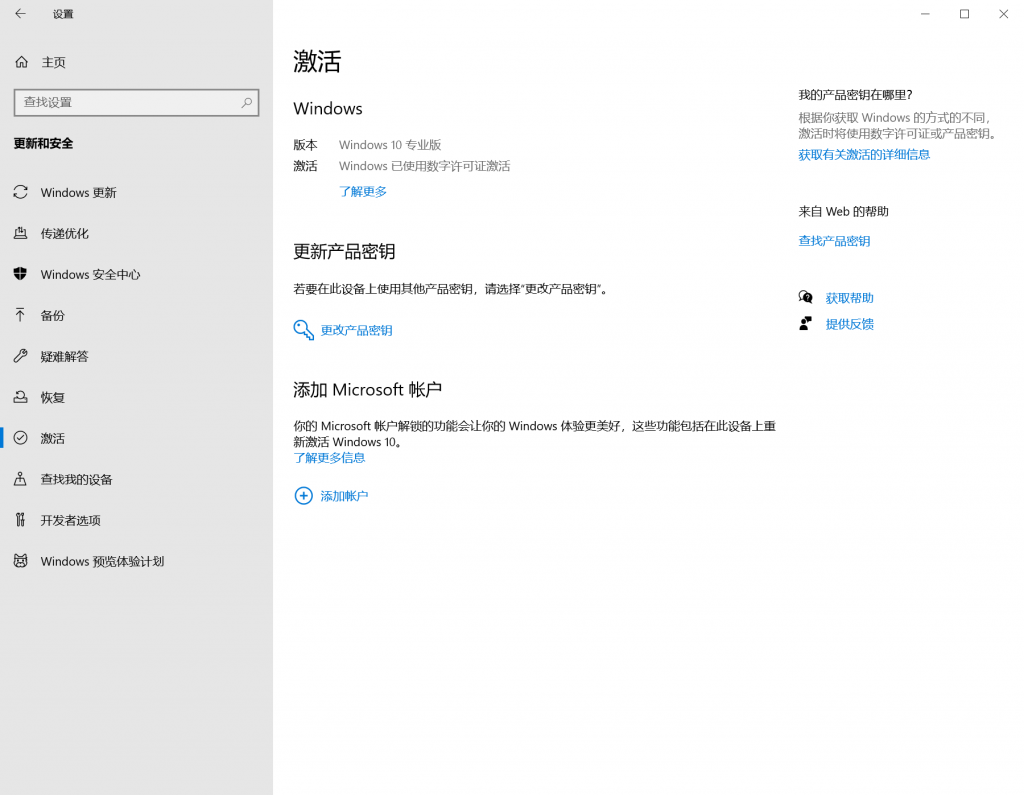 设置
主页
查找设置
更新和安全
Windows 更新
传递优化
Windows 安全中心
备份
疑难解答
恢复
激活
查找我的设备
开发者选项
Windows 预览体验计划
激活
Windows
版本 Windows 10 专业版
激活 Windows 已使用数字许可证激活
了解更多
更新产品密钥
若要在此设备上使用其他产品密钥，请选择"更改产品密钥"。
更改产品密钥
添加 Microsoft 帐户
你的 Microsoft 帐户解锁的功能会让你的 Windows 体验更美好，这些功能包括在此设备上重
新激活 Windows 10。
了解更多信息
添加帐户
我的产品密钥在哪里?
根据你获取 Windows 的方式的不同，
激活时将使用数字许可证或产品密钥。
获取有关激活的详细信息
来自 Web 的帮助
查找产品密钥
获取帮助
提供反馈